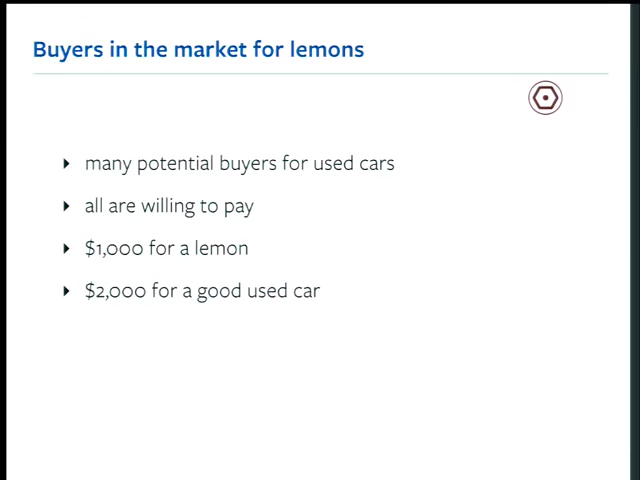 Buyers in the market for lemons
many potential buyers for used cars
all are willing to pay
$1,000 for a lemon
$2,000 for a good used car